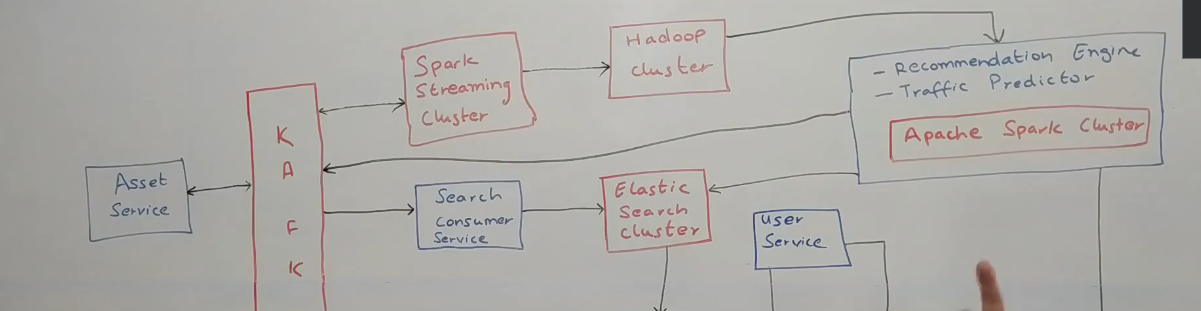 Hadoop
cluster
Spark
Streaming
Cluster
- Recommendation Engine
- Traffic Predictor
Apache Spark Cluster
K
A
F
K
Asset
Service
Search
Consumer
Service
Elastic
Search
cluster
User
Service